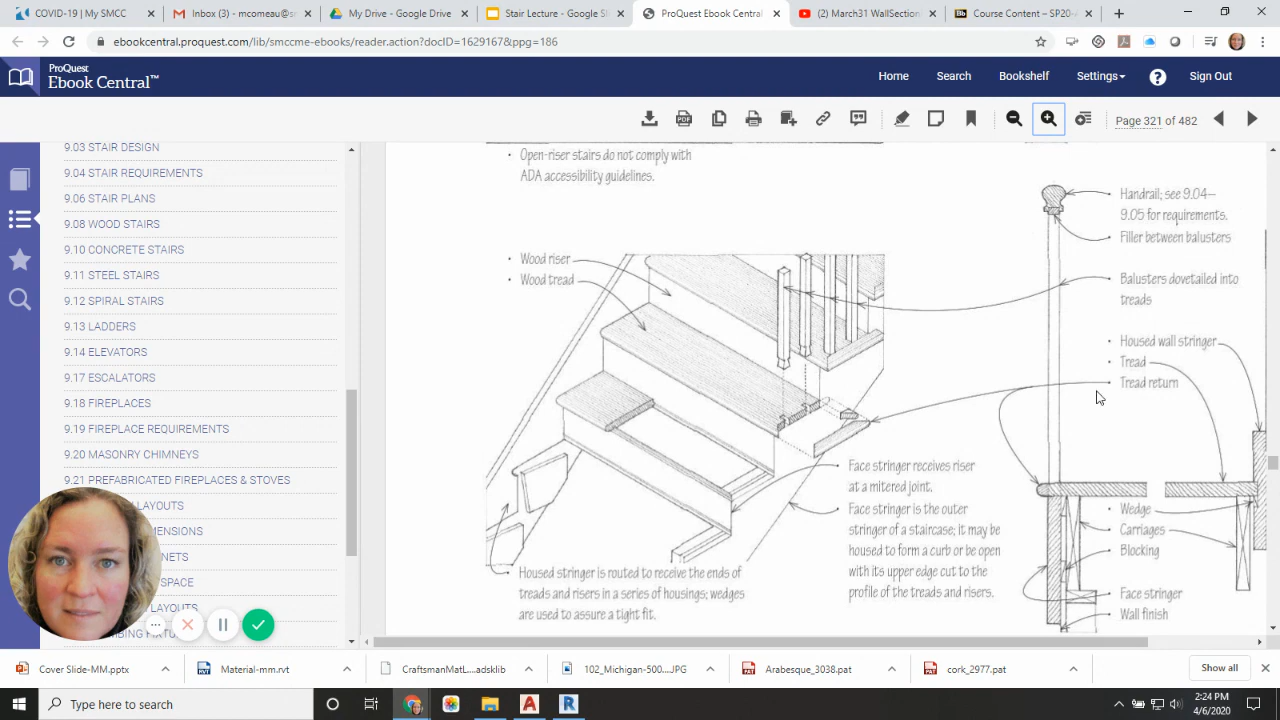 COVID-19 | My SMCC
Inbox (3) - mcomeau@s
My Drive - Google Drive
Stair Lecture - Google Sl
ProQuest Ebook Central
(2) March31 WallSection
Course Content – SP20-
ebookcentral.proquest.com/lib/smccme-ebooks/reader.action?docID=1629167&ppg=186
ProQuest
Ebook Central™
Home
Search
Bookshelf
Settings
Sign Out
PDF
Page 321 of 482
9.03 STAIR DESIGN
9.04 STAIR REQUIREMENTS
9.06 STAIR PLANS
9.08 WOOD STAIRS
9.10 CONCRETE STAIRS
9.11 STEEL STAIRS
9.12 SPIRAL STAIRS
9.13 LADDERS
9.14 ELEVATORS
9.17 ESCALATORS
9.18 FIREPLACES
9.19 FIREPLACE REQUIREMENTS
9.20 MASONRY CHIMNEYS
9.21 PREFABRICATED FIREPLACES & STOVES
LAYOUTS
MENSIONS
NETS
SPACE
LAYOUTS
BING FIXTU
• Open-riser stairs do not comply with
ADA accessibility guidelines.
• Wood riser
• Wood tread
• Handrail; see 9.04–
9.05 for requirements.
Filler between balusters
• Balusters dovetailed into
treads
• Housed wall stringer
• Tread
• Tread return
• Face stringer receives riser
at a mitered joint.
• Face stringer is the outer
stringer of a staircase; it may be
housed to form a curb or be open
with its upper edge cut to the
profile of the treads and risers.
• Wedge
• Carriages
• Blocking
• Face stringer
• Wall finish
• Housed stringer is routed to receive the ends of
treads and risers in a series of housings; wedges
are used to assure a tight fit.
Cover Slide-MM.pptx
Material-mm.rvt
CraftsmanMatL....adsklib
102_Michigan-500....JPG
Arabesque_3038.pat
cork_2977.pat
Show all
Type here to search
2:24 PM
4/6/2020